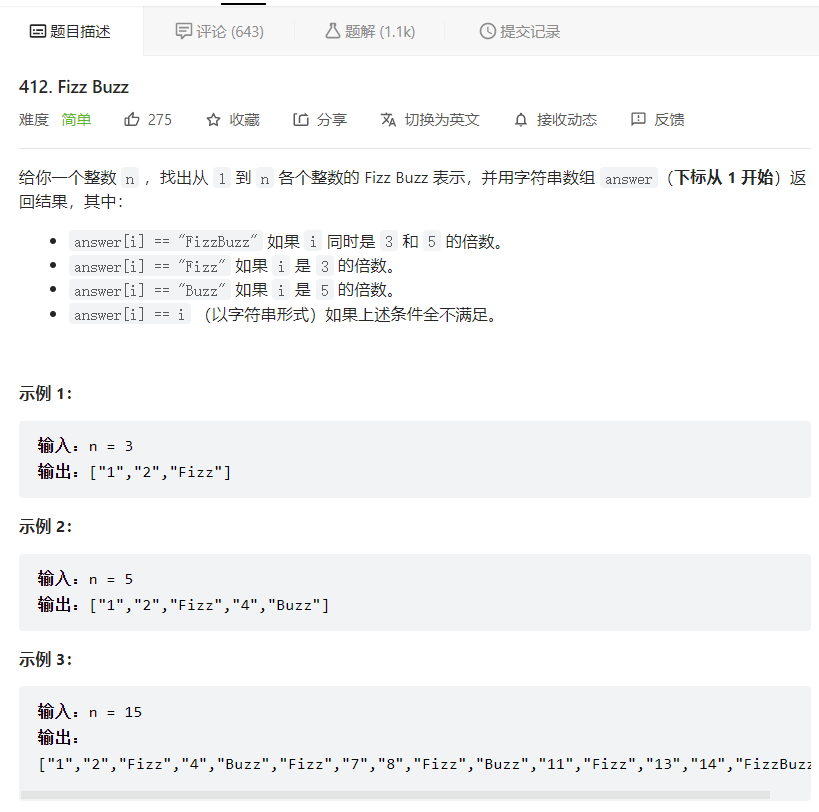 题目描述 评论 (643) 题解 (1.1k) 提交记录
412. Fizz Buzz
难度 简单 275 收藏 分享 切换为英文 接收动态 反馈
给你一个整数 n ，找出从 1 到 n 各个整数的 Fizz Buzz 表示，并用字符串数组 answer （下标从 1 开始）返
回结果，其中：
answer[i] == "FizzBuzz" 如果 i 同时是 3 和 5 的倍数。
answer[i] == "Fizz" 如果 i 是 3 的倍数。
answer[i] == "Buzz" 如果 i 是 5 的倍数。
answer[i] == i （以字符串形式）如果上述条件全不满足。
示例 1：
输入：n = 3
输出：["1","2","Fizz"]
示例 2：
输入：n = 5
输出：["1","2","Fizz","4","Buzz"]
示例 3：
输入：n = 15
输出：
["1","2","Fizz","4","Buzz","Fizz","7","8","Fizz","Buzz","11","Fizz","13","14","FizzBuzz